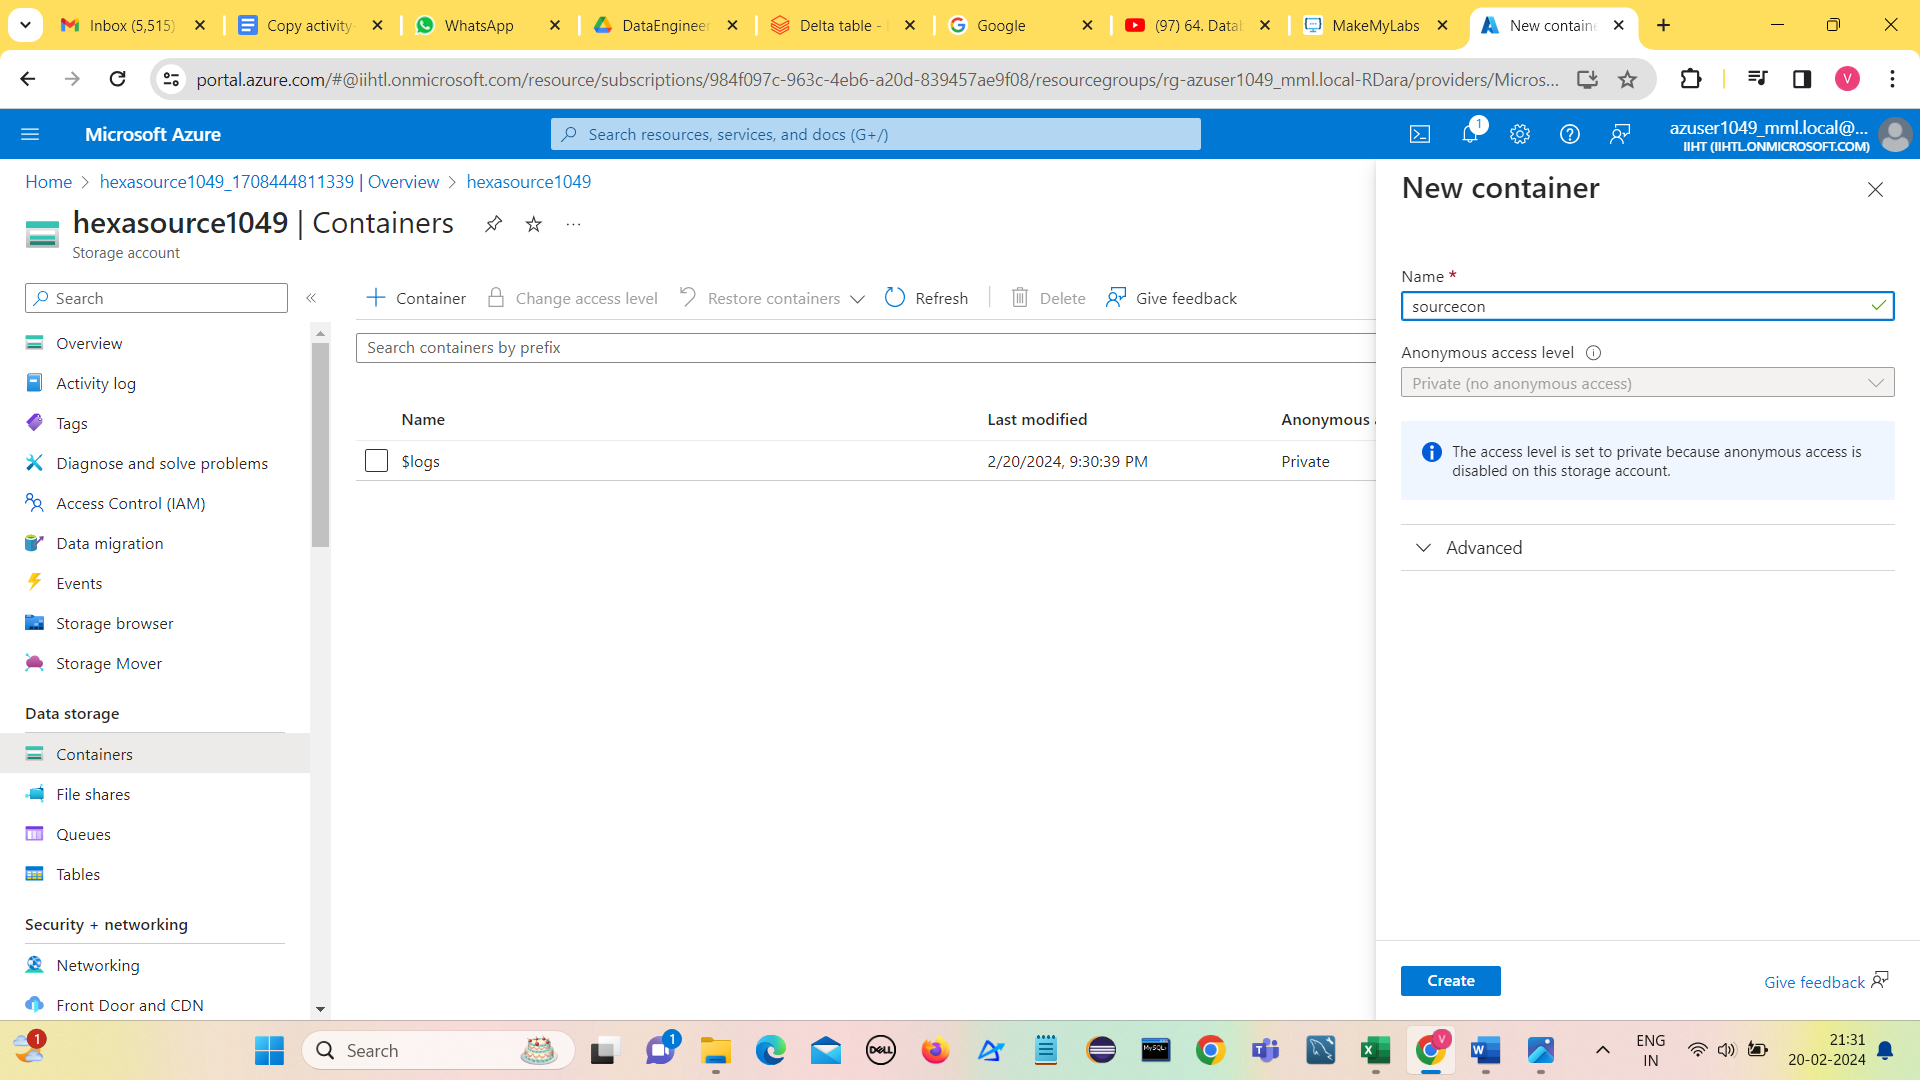 Inbox (5,515)
Copy activity
WhatsApp
DataEngineer
Delta table -
Google
(97) 64. Data
MakeMyLabs
New containe
portal.azure.com/#@iihtl.onmicrosoft.com/resource/subscriptions/984f097c-963c-4eb6-a20d-839457ae9f08/resourcegroups/rg-azuser1049_mml.local-RDara/providers/Micros...
V
Microsoft Azure
Search resources, services, and docs (G+/)
1
azuser1049_mml.local@...
IIHT (IIHTL.ONMICROSOFT.COM)
Home > hexasource1049_1708444811339 | Overview > hexasource1049
hexasource1049 | Containers
Storage account
Search
Overview
Activity log
Tags
Diagnose and solve problems
Access Control (IAM)
Data migration
Events
Storage browser
Storage Mover
Data storage
Containers
File shares
Queues
Tables
Security + networking
Networking
Front Door and CDN
Container
Change access level
Restore containers
Refresh
Delete
Give feedback
Search containers by prefix
Name Last modified Anonymous
$logs 2/20/2024, 9:30:39 PM Private
New container
Name *
sourcecon
Anonymous access level
Private (no anonymous access)
The access level is set to private because anonymous access is
disabled on this storage account.
Advanced
Create
Give feedback
1
Search
1
DELL
MySQL
V
ENG
IN
21:31
20-02-2024